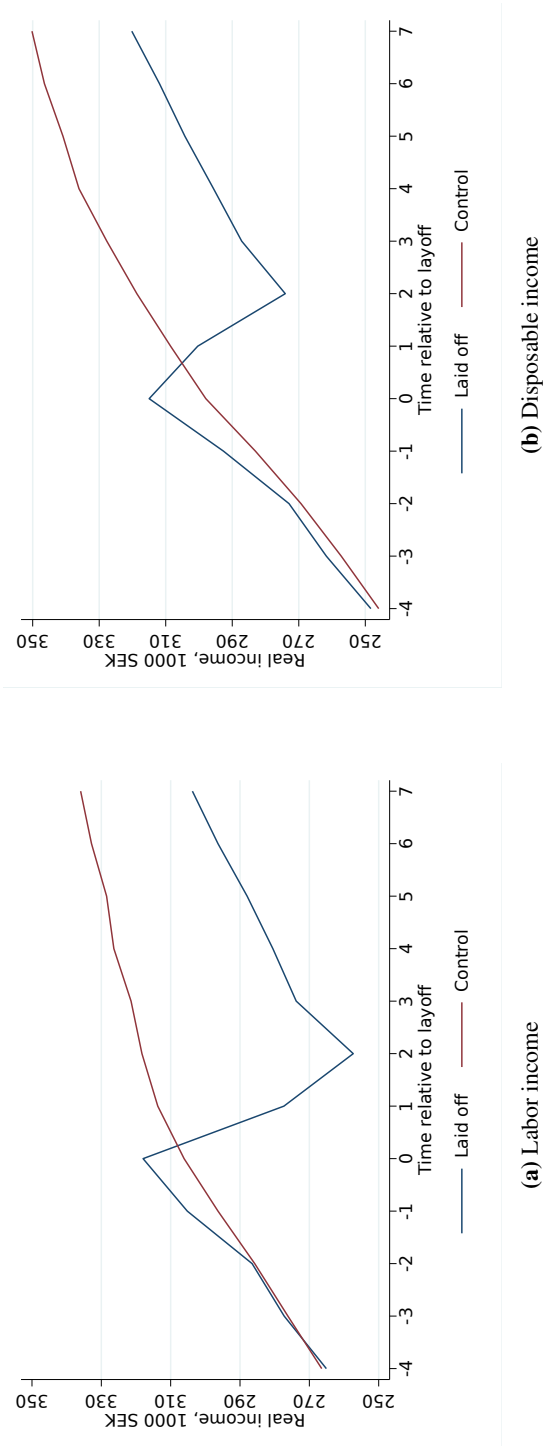 Real income, 1000 SEK
350
330
310
290
270
250
-4 -3 -2 -1 0 1 2 3 4 5 6 7
Time relative to layoff
Laid off Control
(a) Labor income
Real income, 1000 SEK
350
330
310
290
270
250
-4 -3 -2 -1 0 1 2 3 4 5 6 7
Time relative to layoff
Laid off Control
(b) Disposable income